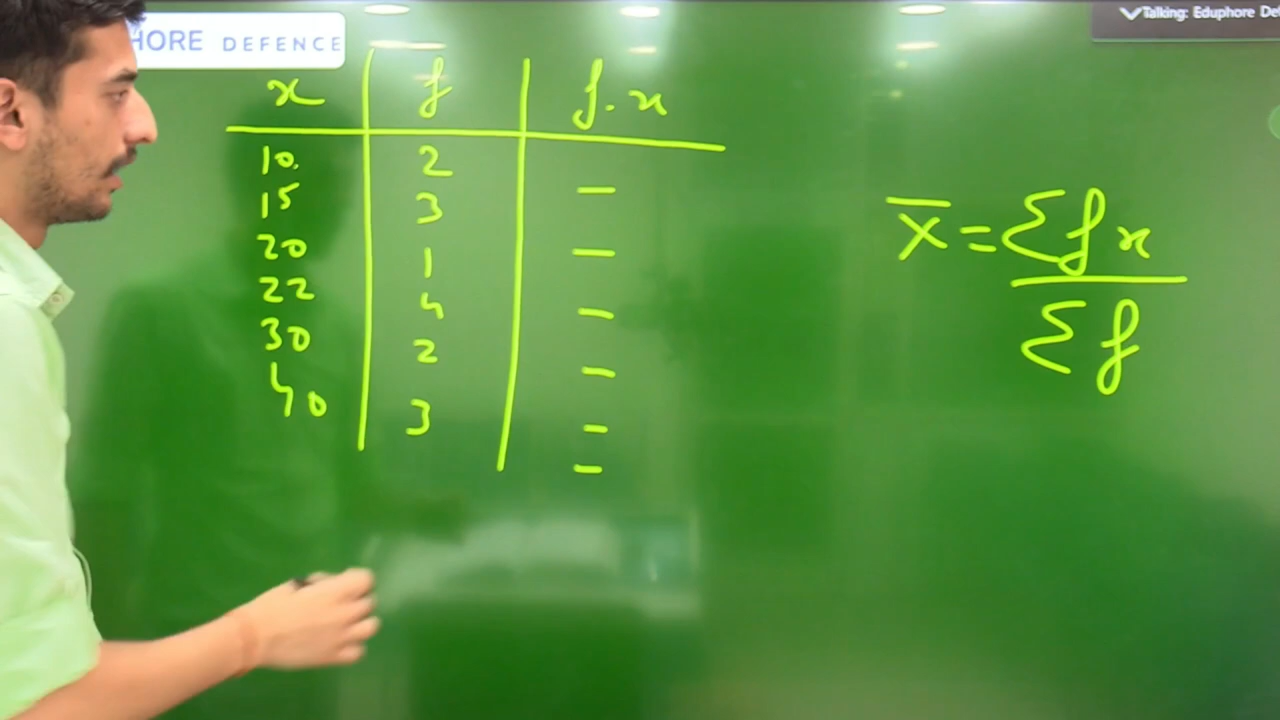 HORE DEFENCE
Talking: Eduphore De
x f f.x
10. 2 –
15 3 –
20 1 –
22 4 –
30 2 –
40 3 –
X̄ = Σfx
Σf